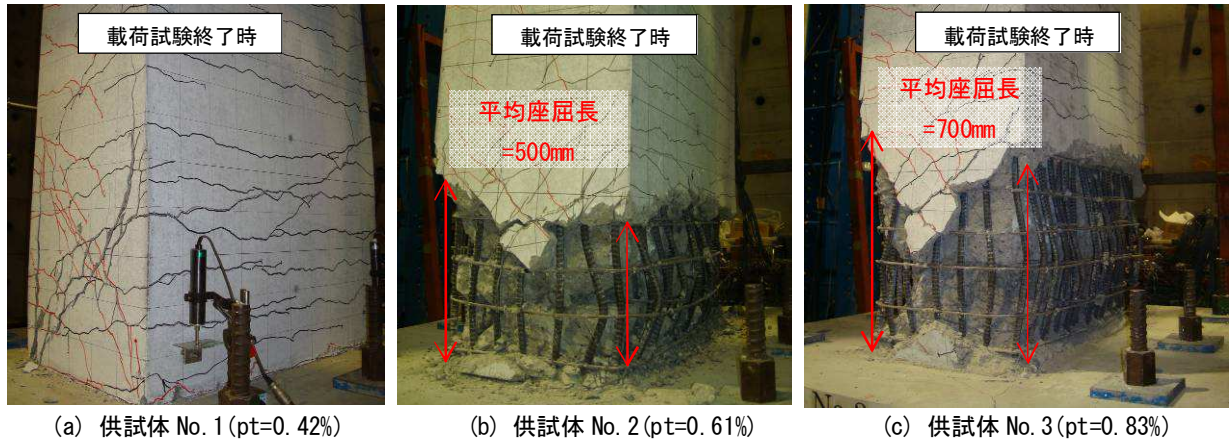 載荷試験終了時
載荷試験終了時
平均座屈長
=500mm
載荷試験終了時
平均座屈長
=700mm
(a) 供試体 No.1(pt=0.42%)
(b) 供試体 No.2(pt=0.61%)
(c) 供試体 No.3(pt=0.83%)